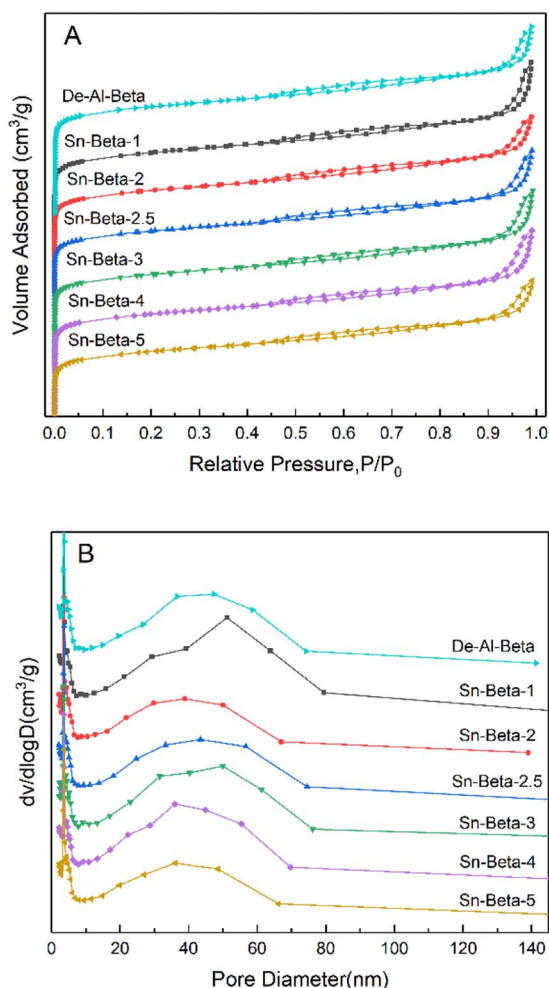 A
De-Al-Beta
Sn-Beta-1
Sn-Beta-2
Sn-Beta-2.5
Sn-Beta-3
Sn-Beta-4
Sn-Beta-5
Volume Adsorbed (cm³/g)
0.0 0.1 0.2 0.3 0.4 0.5 0.6 0.7 0.8 0.9 1.0
Relative Pressure,P/P₀
B
De-Al-Beta
Sn-Beta-1
Sn-Beta-2
Sn-Beta-2.5
Sn-Beta-3
Sn-Beta-4
Sn-Beta-5
dv/dlogD(cm³/g)
0 20 40 60 80 100 120 140
Pore Diameter(nm)